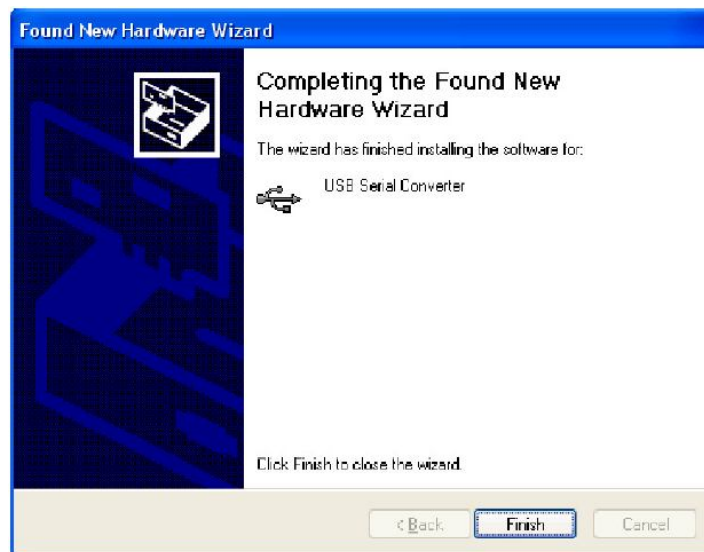 Found New Hardware Wizard
Completing the Found New
Hardware Wizard
The wizard has finished installing the software for:
USB Serial Converter
Click Finish to close the wizard.
< Back
Finish
Cancel